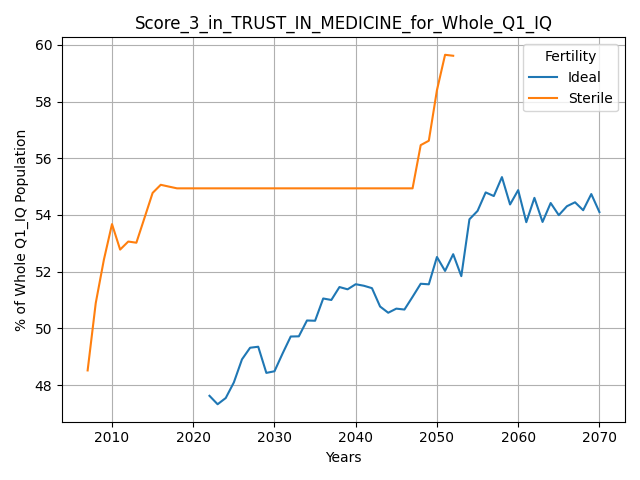 Score_3_in_TRUST_IN_MEDICINE_for_Whole_Q1_IQ
% of Whole Q1_IQ Population
60
58
56
54
52
50
48
Fertility
Ideal
Sterile
2010 2020 2030 2040 2050 2060 2070
Years